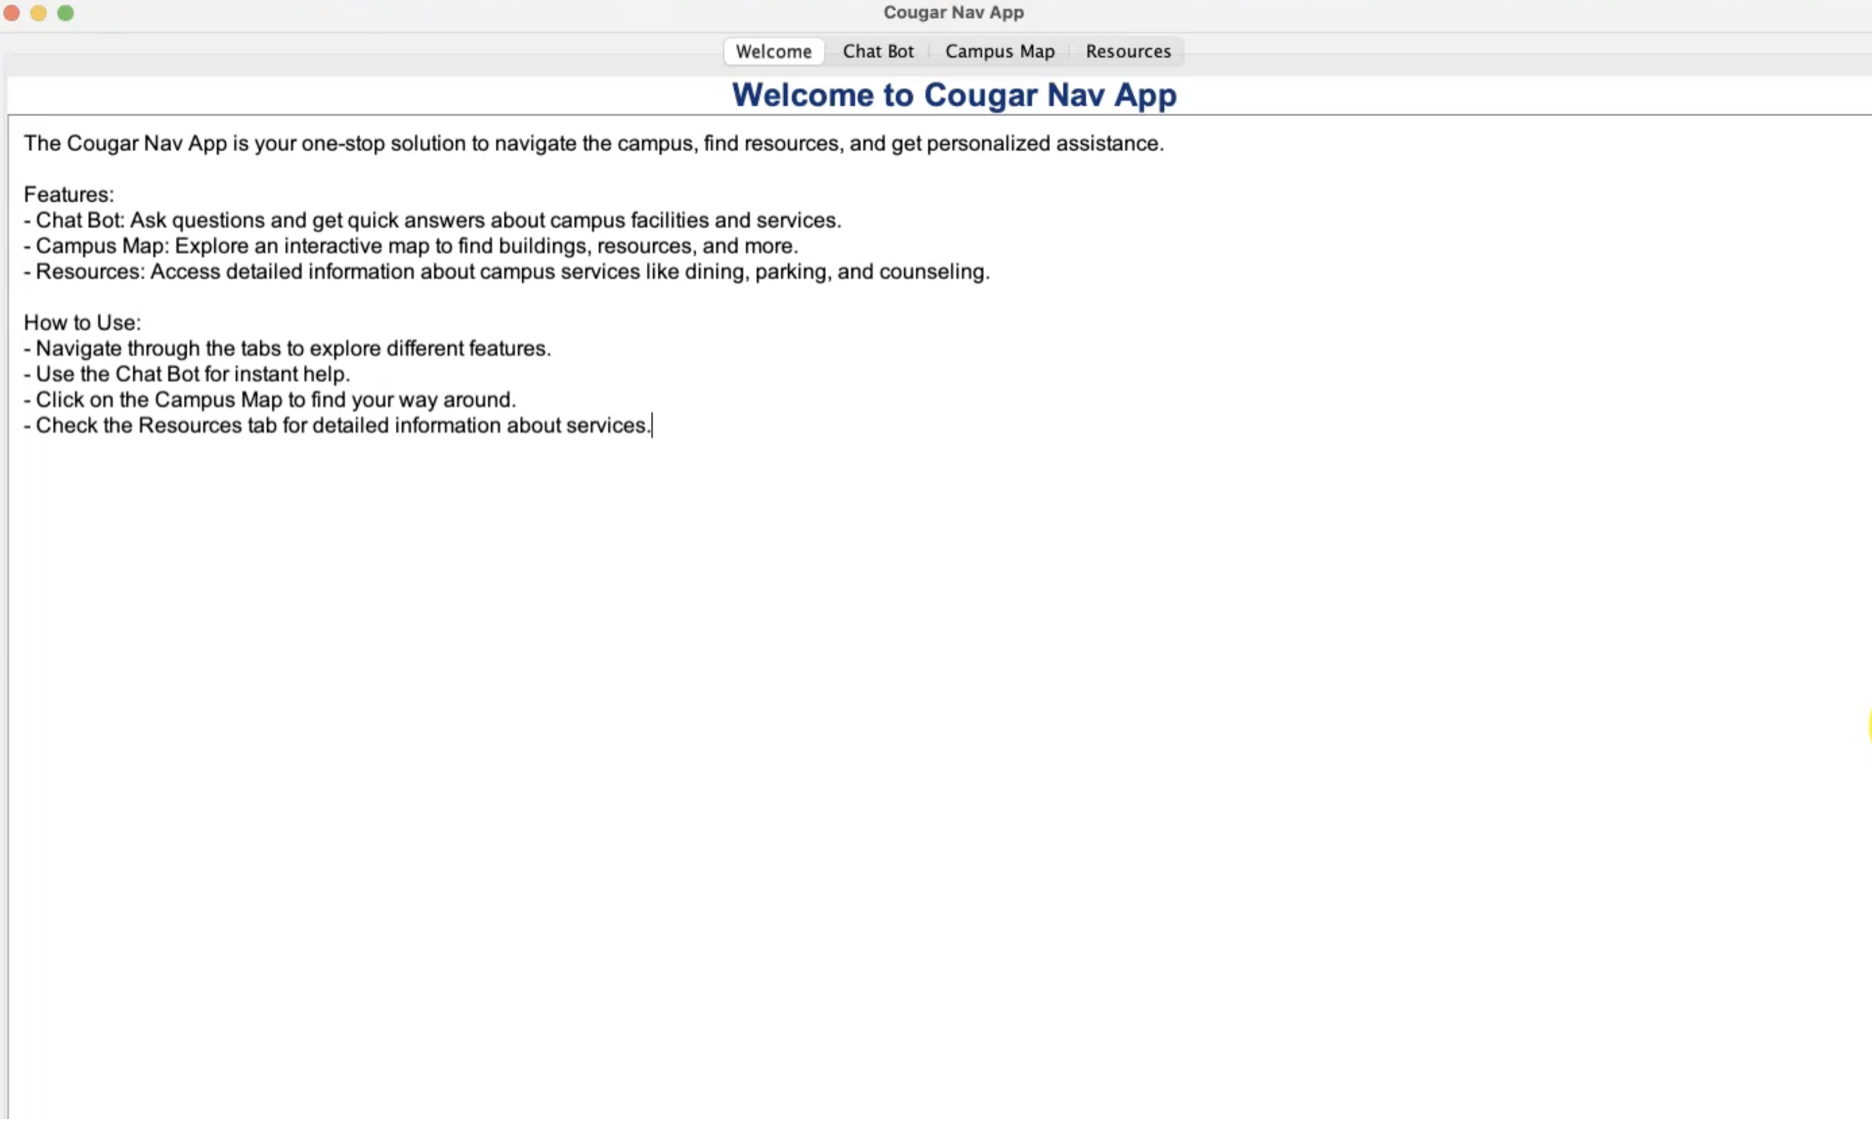 Cougar Nav App
Welcome Chat Bot Campus Map Resources
Welcome to Cougar Nav App
The Cougar Nav App is your one-stop solution to navigate the campus, find resources, and get personalized assistance.
Features:
- Chat Bot: Ask questions and get quick answers about campus facilities and services.
- Campus Map: Explore an interactive map to find buildings, resources, and more.
- Resources: Access detailed information about campus services like dining, parking, and counseling.
How to Use:
- Navigate through the tabs to explore different features.
- Use the Chat Bot for instant help.
- Click on the Campus Map to find your way around.
- Check the Resources tab for detailed information about services.